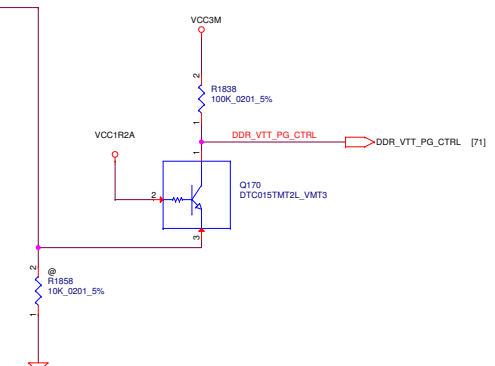 VCC3M
2
R1838
100K_0201_5%
1
VCC1R2A
DDR_VTT_PG_CTRL
DDR_VTT_PG_CTRL [71]
1
2
Q170
DTC015TMT2L_VMT3
3
2
@
R1858
10K_0201_5%
1